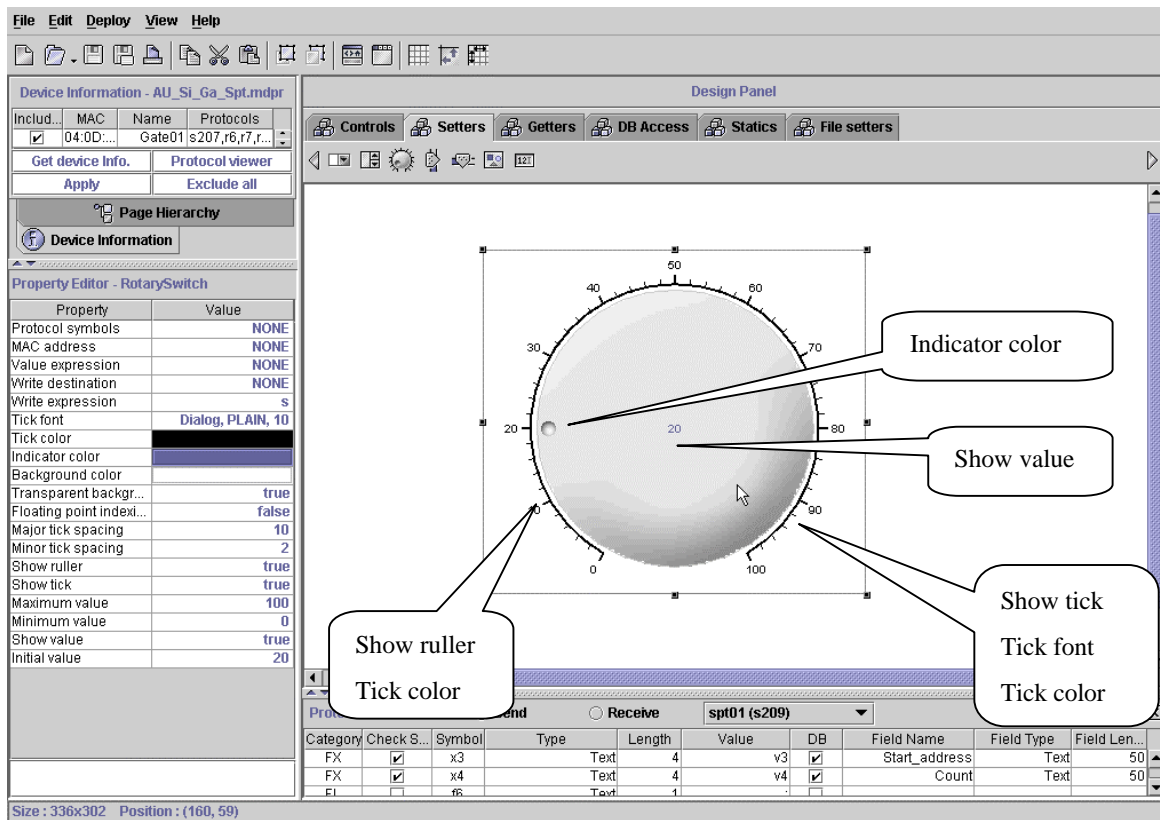 File Edit Deploy View Help
Device Information - AU_Si_Ga_Spt.mdpr
Includ... MAC Name Protocols
04:0D:... Gate01 s207,r6,r7,r...
Get device Info. Protocol viewer
Apply Exclude all
Page Hierarchy
Device Information
Property Editor - RotarySwitch
Property Value
Protocol symbols NONE
MAC address NONE
Value expression NONE
Write destination NONE
Write expression s
Tick font Dialog, PLAIN, 10
Tick color
Indicator color
Background color
Transparent backgr... true
Floating point indexi... false
Major tick spacing 10
Minor tick spacing 2
Show ruller true
Show tick true
Maximum value 100
Minimum value 0
Show value true
Initial value 20
Design Panel
Controls Setters Getters DB Access Statics File setters
50
40 60
30 70
20 20 80
90
0 100
Indicator color
Show value
Show ruller
Tick color
Show tick
Tick font
Tick color
Receive spt01 (s209)
Category Check S... Symbol Type Length Value DB Field Name Field Type Field Len...
FX x3 Text 4 v3 Start_address Text 50
FX x4 Text 4 v4 Count Text 50
Size : 336x302 Position : (160, 59)